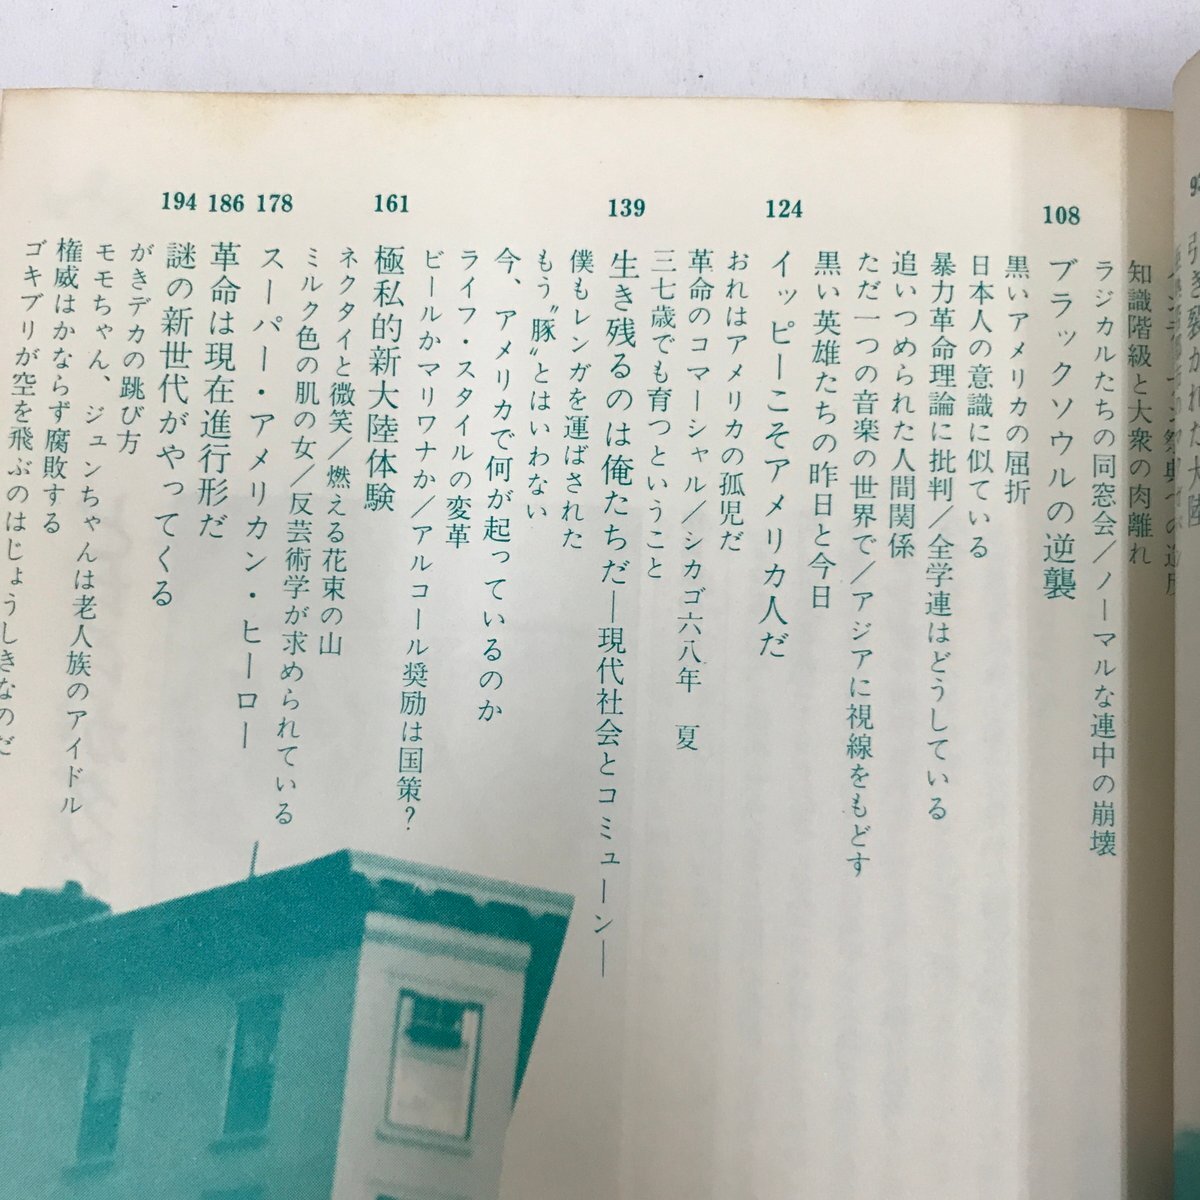 知識階級と大衆の肉離れ
ラジカルたちの同窓会/ノーマルな連中の崩壊
108
ブラックソウルの逆襲
黒いアメリカの屈折
日本人の意識に似ている
暴力革命理論に批判/全学連はどうしている
追いつめられた人間関係
ただ一つの音楽の世界で/アジアに視線をもどす
黒い英雄たちの昨日と今日
124
イッピーこそアメリカ人だ
おれはアメリカの孤児だ
革命のコマーシャル/シカゴ六八年 夏
三七歳でも育つということ
139
生き残るのは俺たちだ―現代社会とコミューン―
僕もレンガを運ばされた
もう〝豚〟とはいわない
今、アメリカで何が起っているのか
ライフ・スタイルの変革
ビールかマリワナか/アルコール奨励は国策?
161
極私的新大陸体験
ネクタイと微笑/燃える花束の山
ミルク色の肌の女/反芸術学が求められている
178
スーパー・アメリカン・ヒーロー
186
革命は現在進行形だ
194
謎の新世代がやってくる
がきデカの跳び方
モモちゃん、ジュンちゃんは老人族のアイドル
権威はかならず腐敗する
ゴキブリが空を飛ぶのはじょうしきなのだ